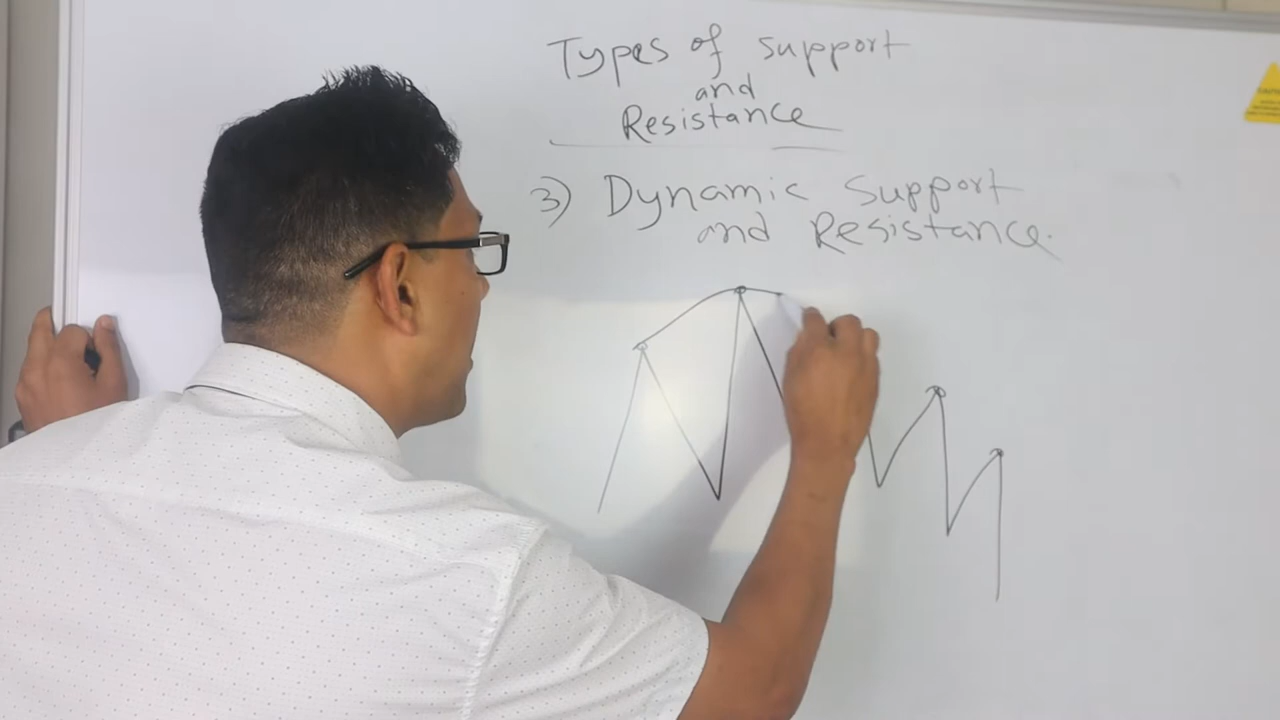 Types of support
and
Resistance
3) Dynamic Support
and Resistance.